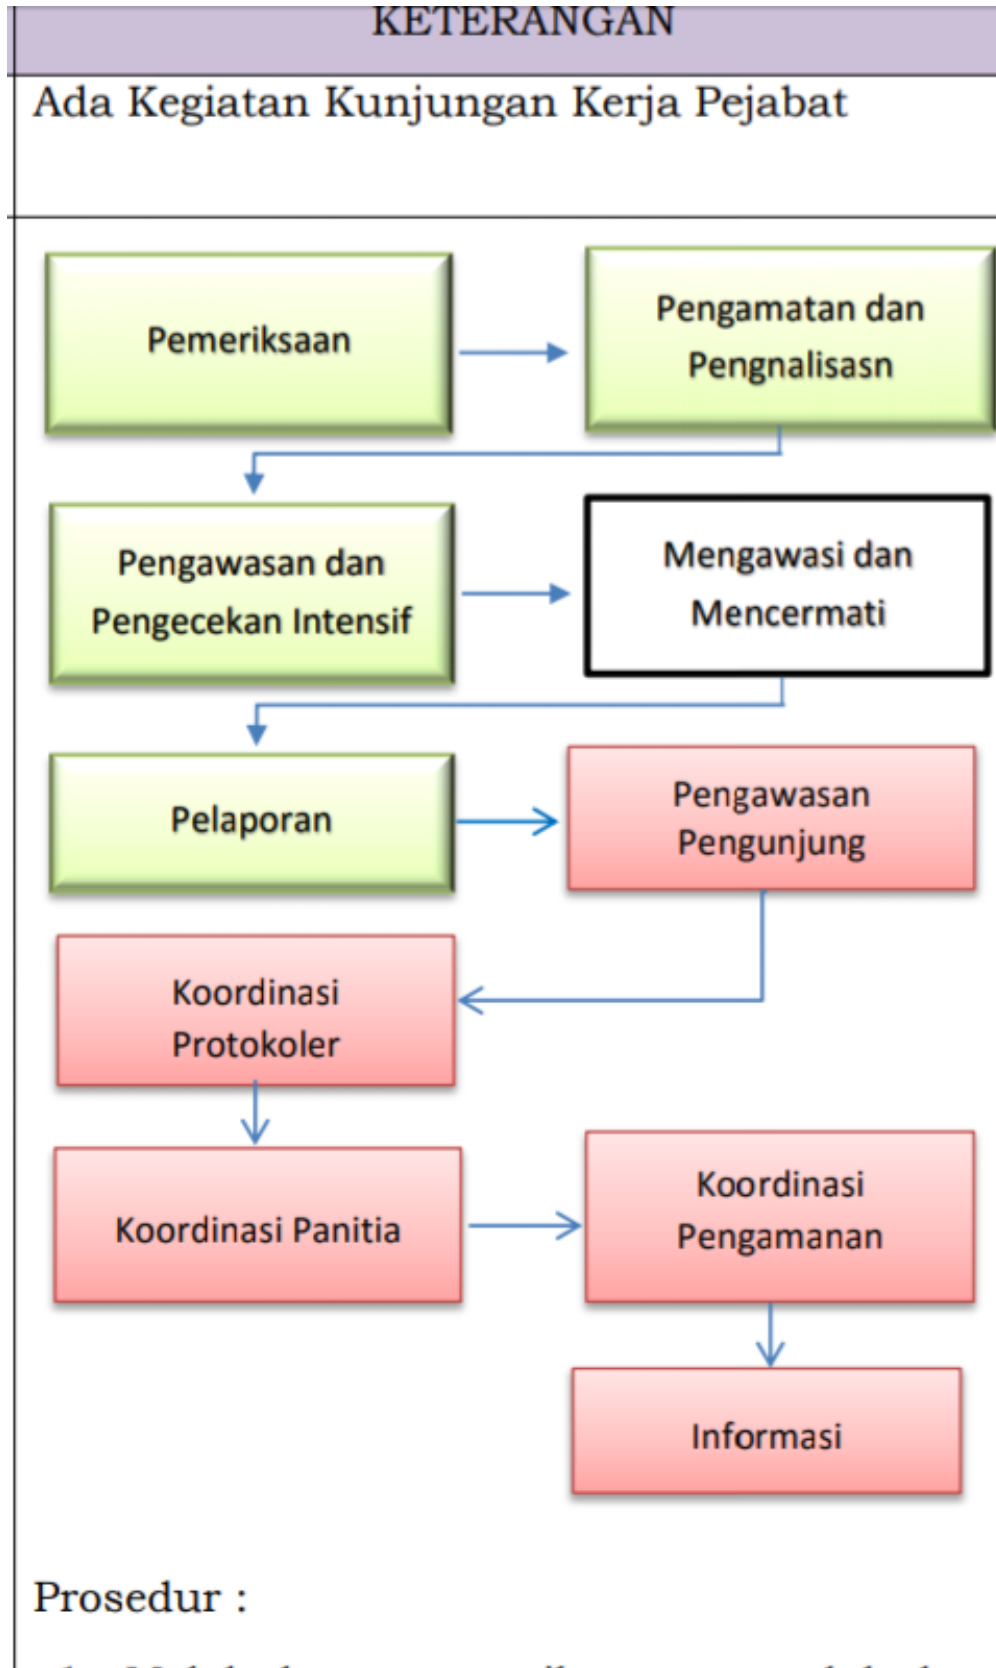 KETERANGAN
Ada Kegiatan Kunjungan Kerja Pejabat
Pemeriksaan
Pengamatan dan
Pengnalisasn
Pengawasan dan
Pengecekan Intensif
Mengawasi dan
Mencermati
Pelaporan
Pengawasan
Pengunjung
Koordinasi
Protokoler
Koordinasi Panitia
Koordinasi
Pengamanan
Informasi
Prosedur :